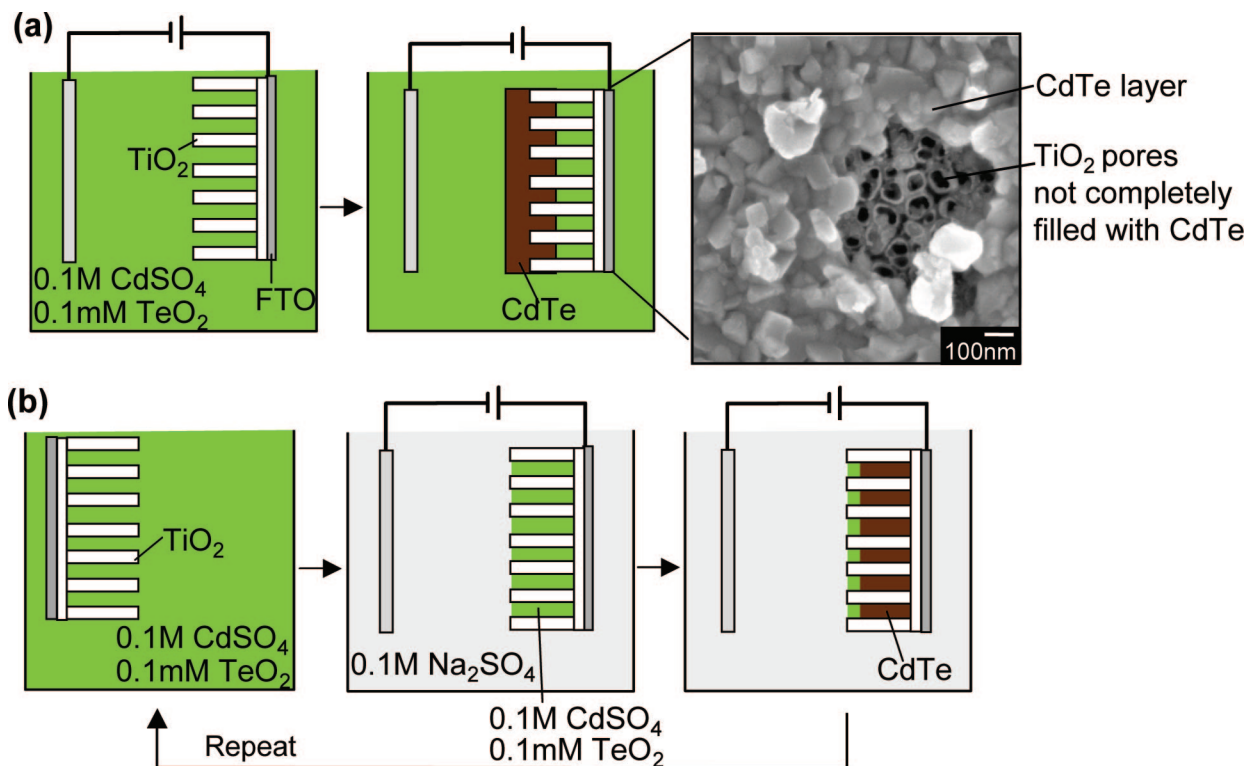 (a)
TiO2
0.1M CdSO4
0.1mM TeO2
FTO
CdTe
CdTe layer
TiO2 pores
not completely
filled with CdTe
100nm
(b)
TiO2
0.1M CdSO4
0.1mM TeO2
0.1M Na2SO4
0.1M CdSO4
0.1mM TeO2
CdTe
Repeat